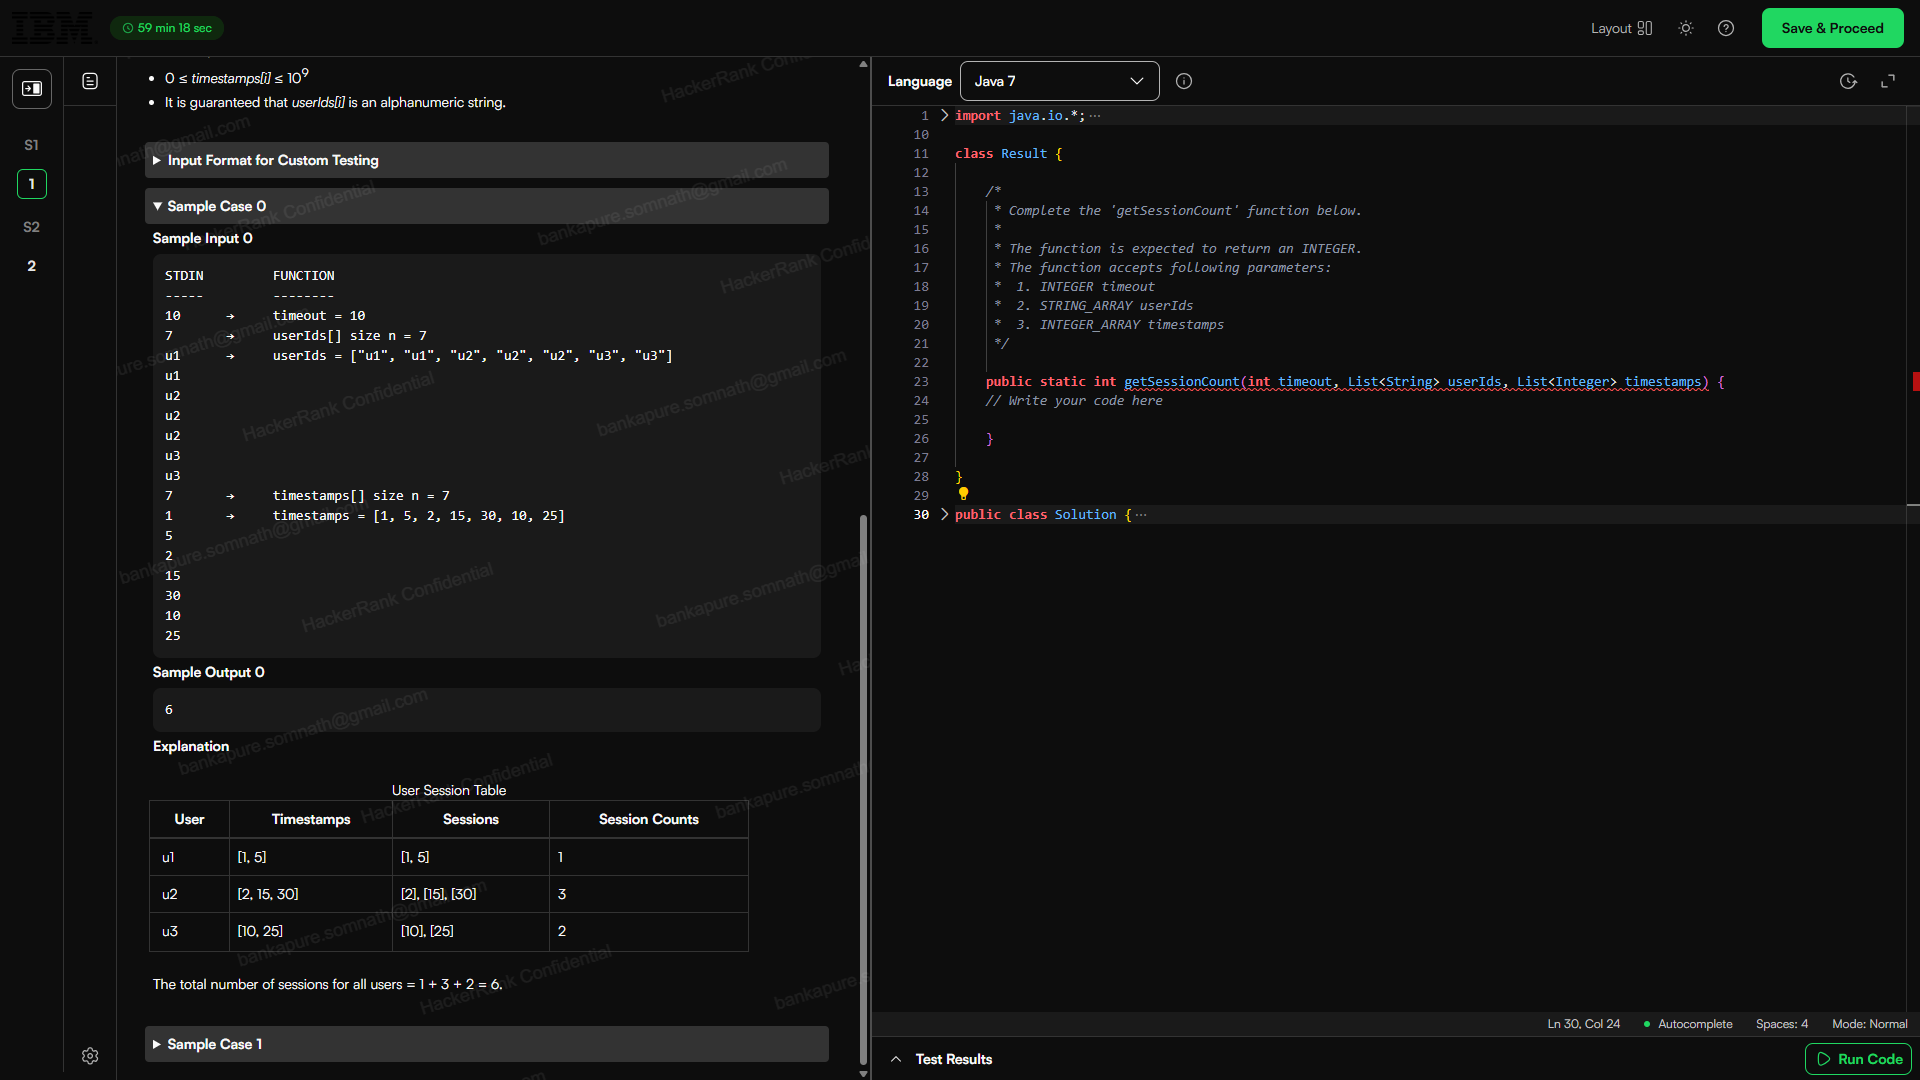 IBM
59 min 18 sec
Layout
Save & Proceed
S1
1
S2
2
0 ≤ timestamps[i] ≤ 10⁹
It is guaranteed that userIds[i] is an alphanumeric string.
Input Format for Custom Testing
Sample Case 0
Sample Input 0
STDIN FUNCTION
----- --------
10 → timeout = 10
7 → userIds[] size n = 7
u1 → userIds = ["u1", "u1", "u2", "u2", "u2", "u3", "u3"]
u1
u2
u2
u2
u3
u3
7 → timestamps[] size n = 7
1 → timestamps = [1, 5, 2, 15, 30, 10, 25]
5
2
15
30
10
25
Sample Output 0
6
Explanation
User Session Table
User Timestamps Sessions Session Counts
u1 [1, 5] [1, 5] 1
u2 [2, 15, 30] [2], [15], [30] 3
u3 [10, 25] [10], [25] 2
The total number of sessions for all users = 1 + 3 + 2 = 6.
Sample Case 1
HackerRank Confidential
bankapure.somnath@gmail.com
Language Java 7
1 import java.io.*; ...
10
11 class Result {
12
13 /*
14 * Complete the 'getSessionCount' function below.
15 *
16 * The function is expected to return an INTEGER.
17 * The function accepts following parameters:
18 * 1. INTEGER timeout
19 * 2. STRING_ARRAY userIds
20 * 3. INTEGER_ARRAY timestamps
21 */
22
23 public static int getSessionCount(int timeout, List<String> userIds, List<Integer> timestamps) {
24 // Write your code here
25
26 }
27
28 }
29
30 public class Solution { ...
Ln 30, Col 24 Autocomplete Spaces: 4 Mode: Normal
Test Results
Run Code